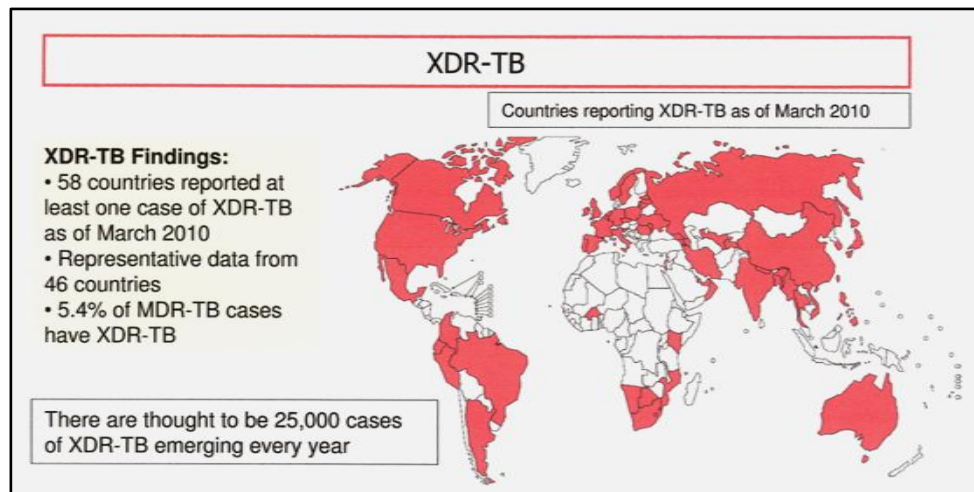 XDR-TB
Countries reporting XDR-TB as of March 2010
XDR-TB Findings:
• 58 countries reported at
least one case of XDR-TB
as of March 2010
• Representative data from
46 countries
• 5.4% of MDR-TB cases
have XDR-TB
There are thought to be 25,000 cases
of XDR-TB emerging every year